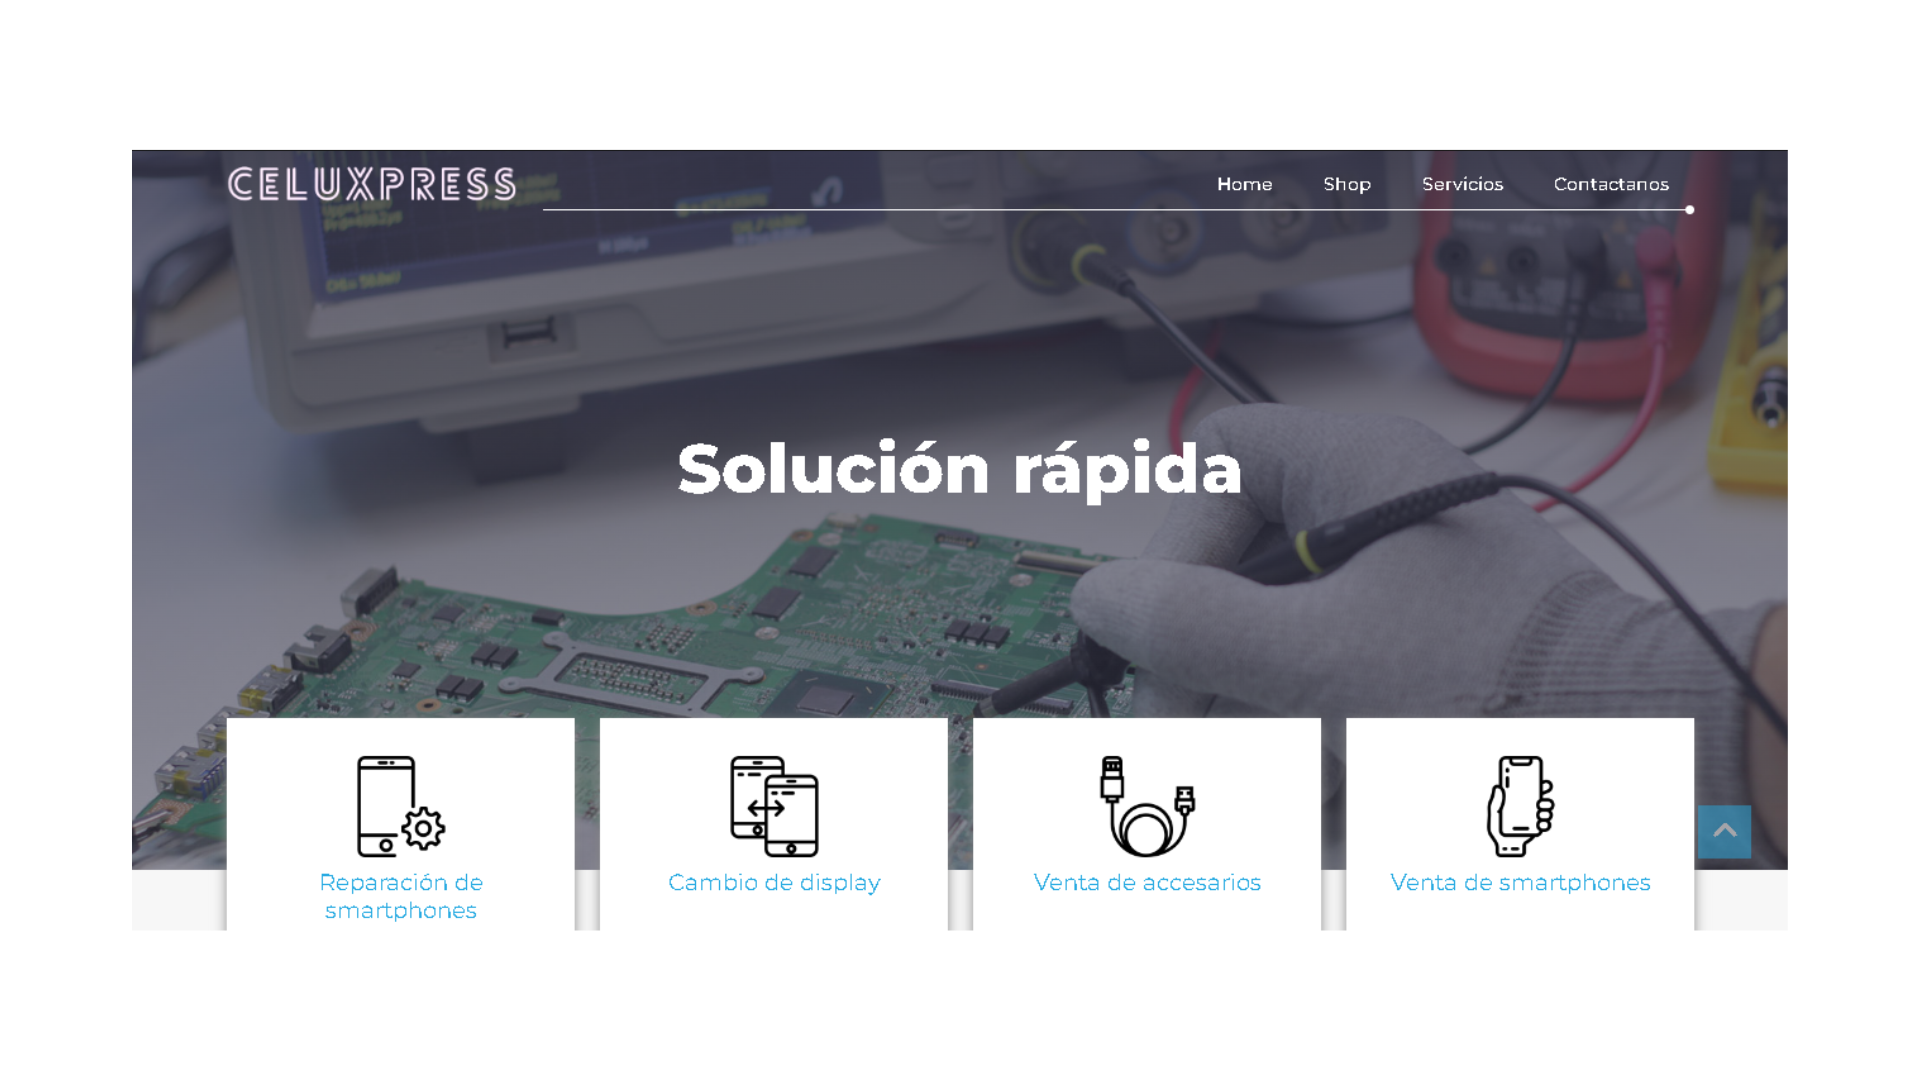 CELUXPRESS
Home Shop Servicios Contactanos
Solución rápida
Reparación de
smartphones
Cambio de display
Venta de accesarios
Venta de smartphones